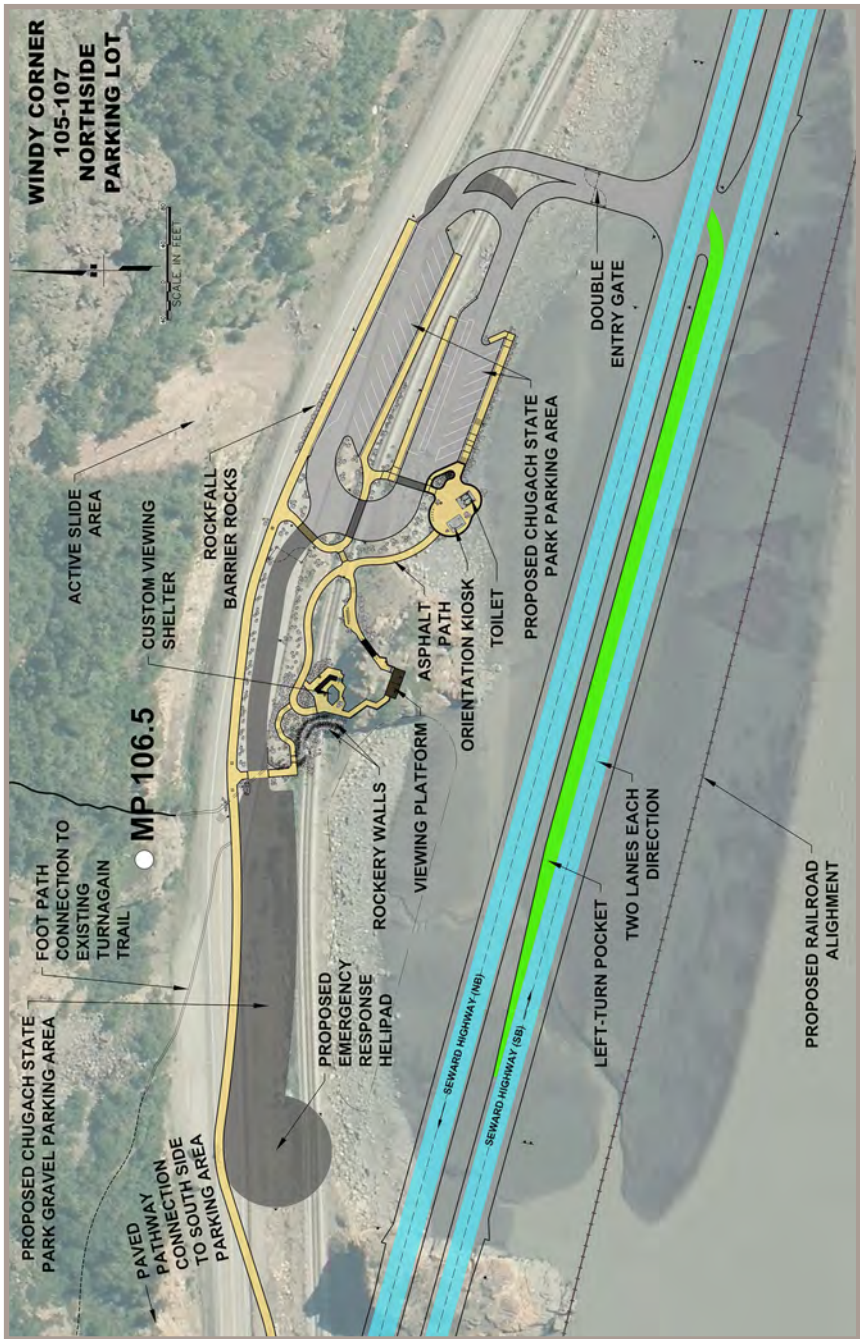 WINDY CORNER
105-107
NORTHSIDE
PARKING LOT
SCALE IN FEET
PROPOSED CHUGACH STATE
PARK GRAVEL PARKING AREA
FOOT PATH
CONNECTION TO
EXISTING
TURNAGAIN
TRAIL
MP 106.5
ACTIVE SLIDE
AREA
CUSTOM VIEWING
SHELTER
ROCKFALL
BARRIER ROCKS
PAVED
PATHWAY
CONNECTION
TO SOUTH SIDE
PARKING AREA
PROPOSED
EMERGENCY
RESPONSE
HELIPAD
ROCKERY WALLS
VIEWING PLATFORM
ASPHALT
PATH
ORIENTATION KIOSK
TOILET
PROPOSED CHUGACH STATE
PARK PARKING AREA
DOUBLE
ENTRY GATE
SEWARD HIGHWAY (NB)
SEWARD HIGHWAY (SB)
LEFT-TURN POCKET
TWO LANES EACH
DIRECTION
PROPOSED RAILROAD
ALIGHMENT